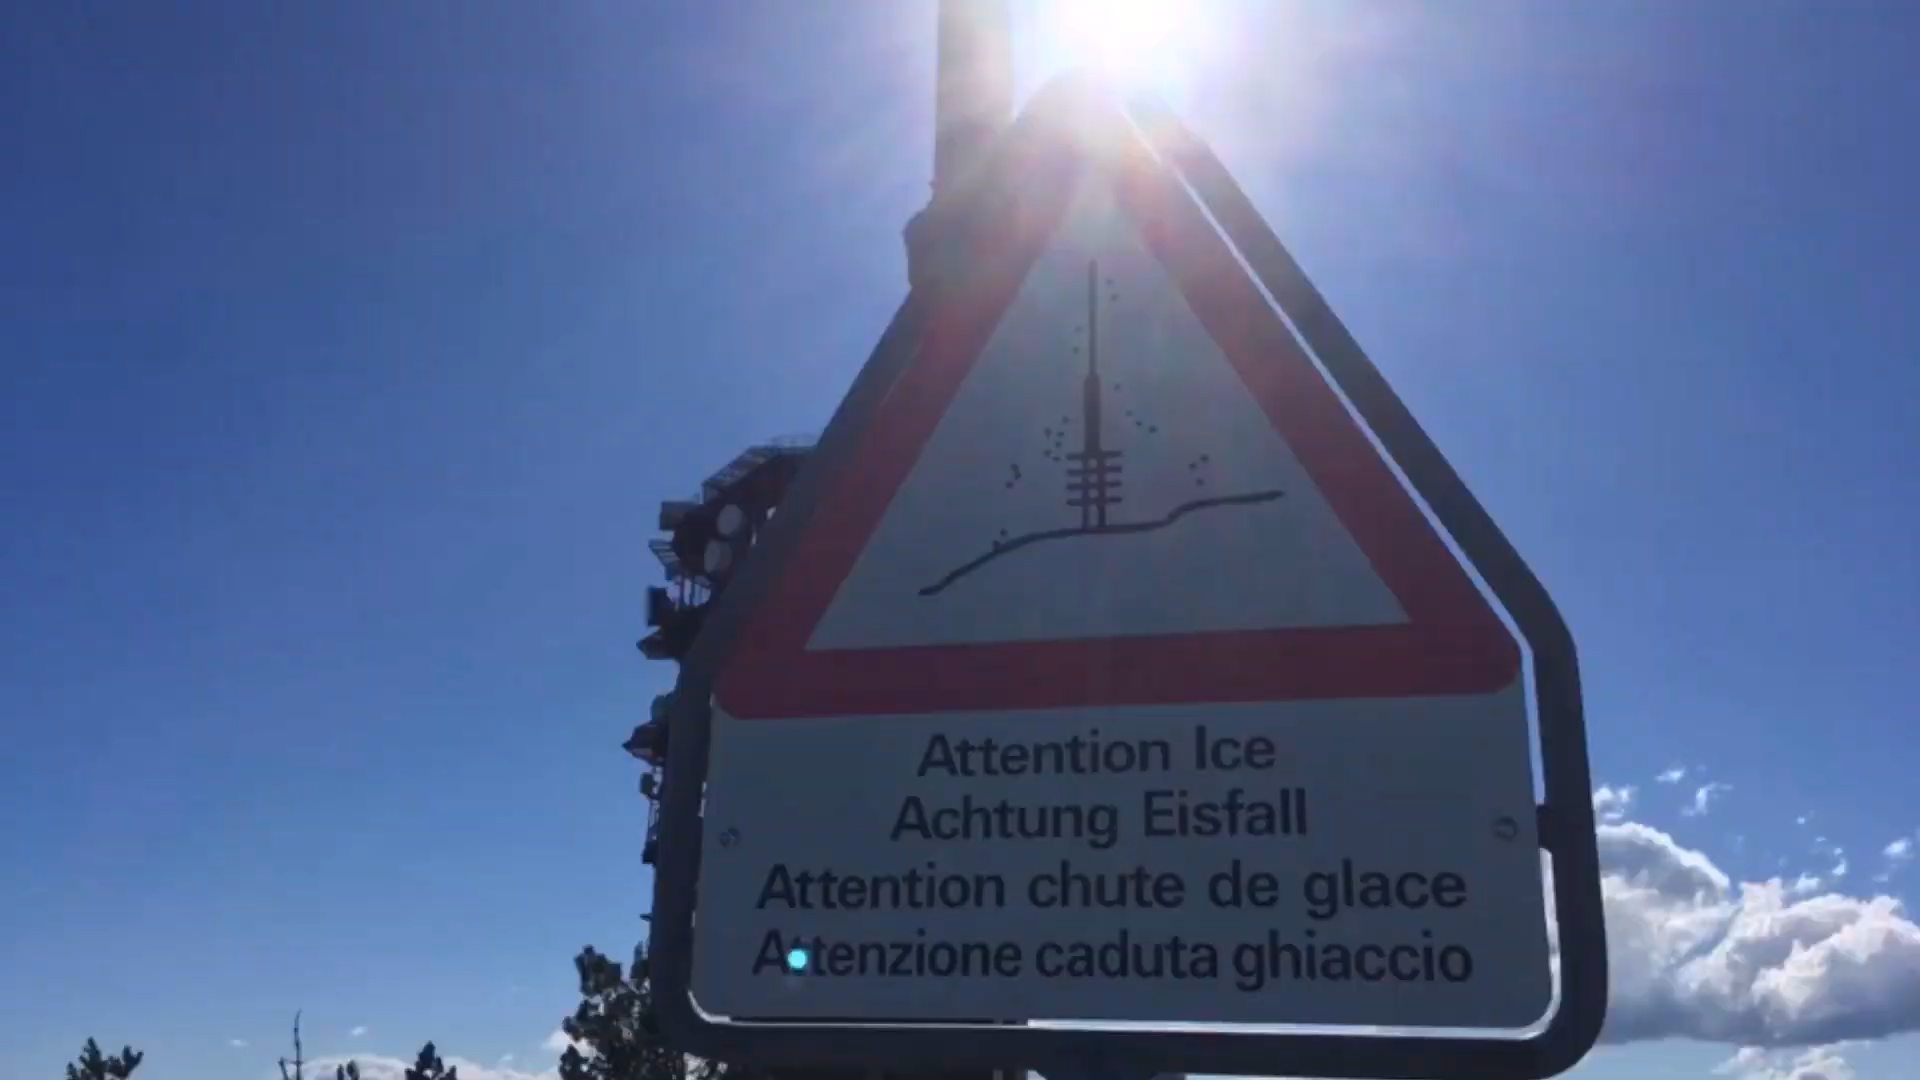 Attention Ice
Achtung Eisfall
Attention chute de glace
Attenzione caduta ghiaccio